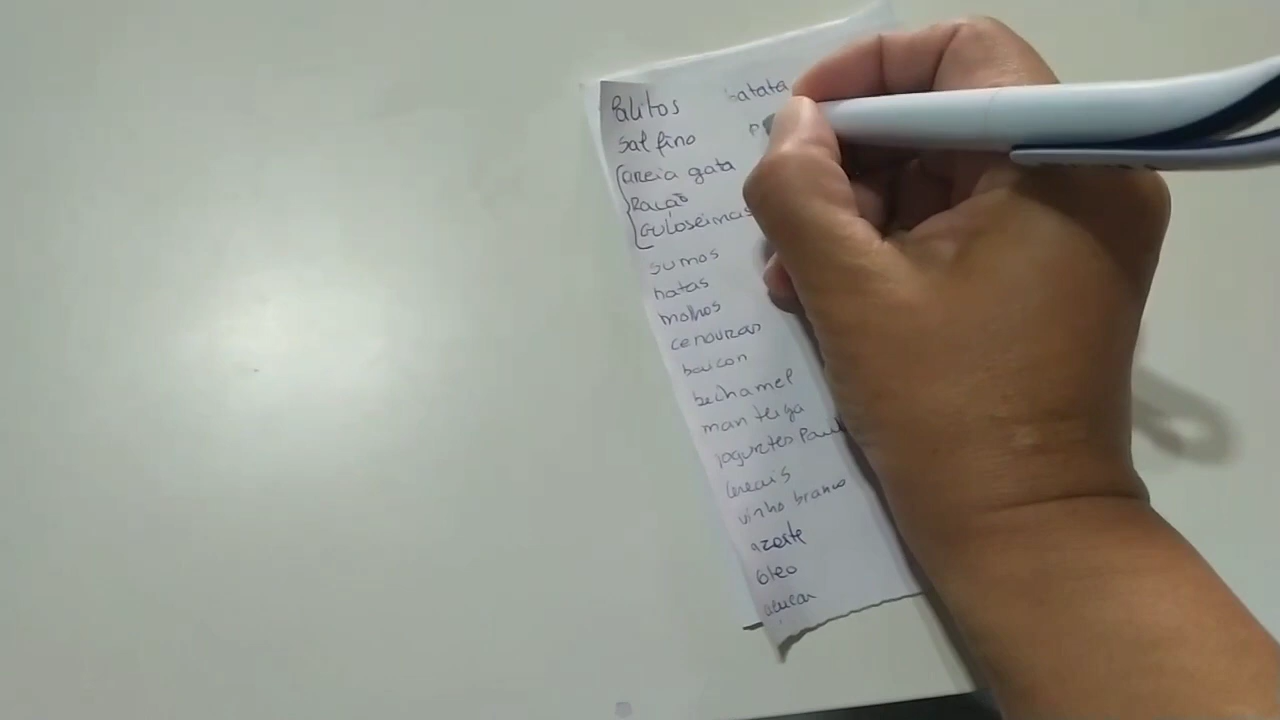 Palitos
Sal fino
areia gata
Ração
Guloseimas
sumos
natas
molhos
cenouras
baicon
bechamel
manteiga
iogurtes
cereais
vinho branco
azeite
óleo
açucar
batata